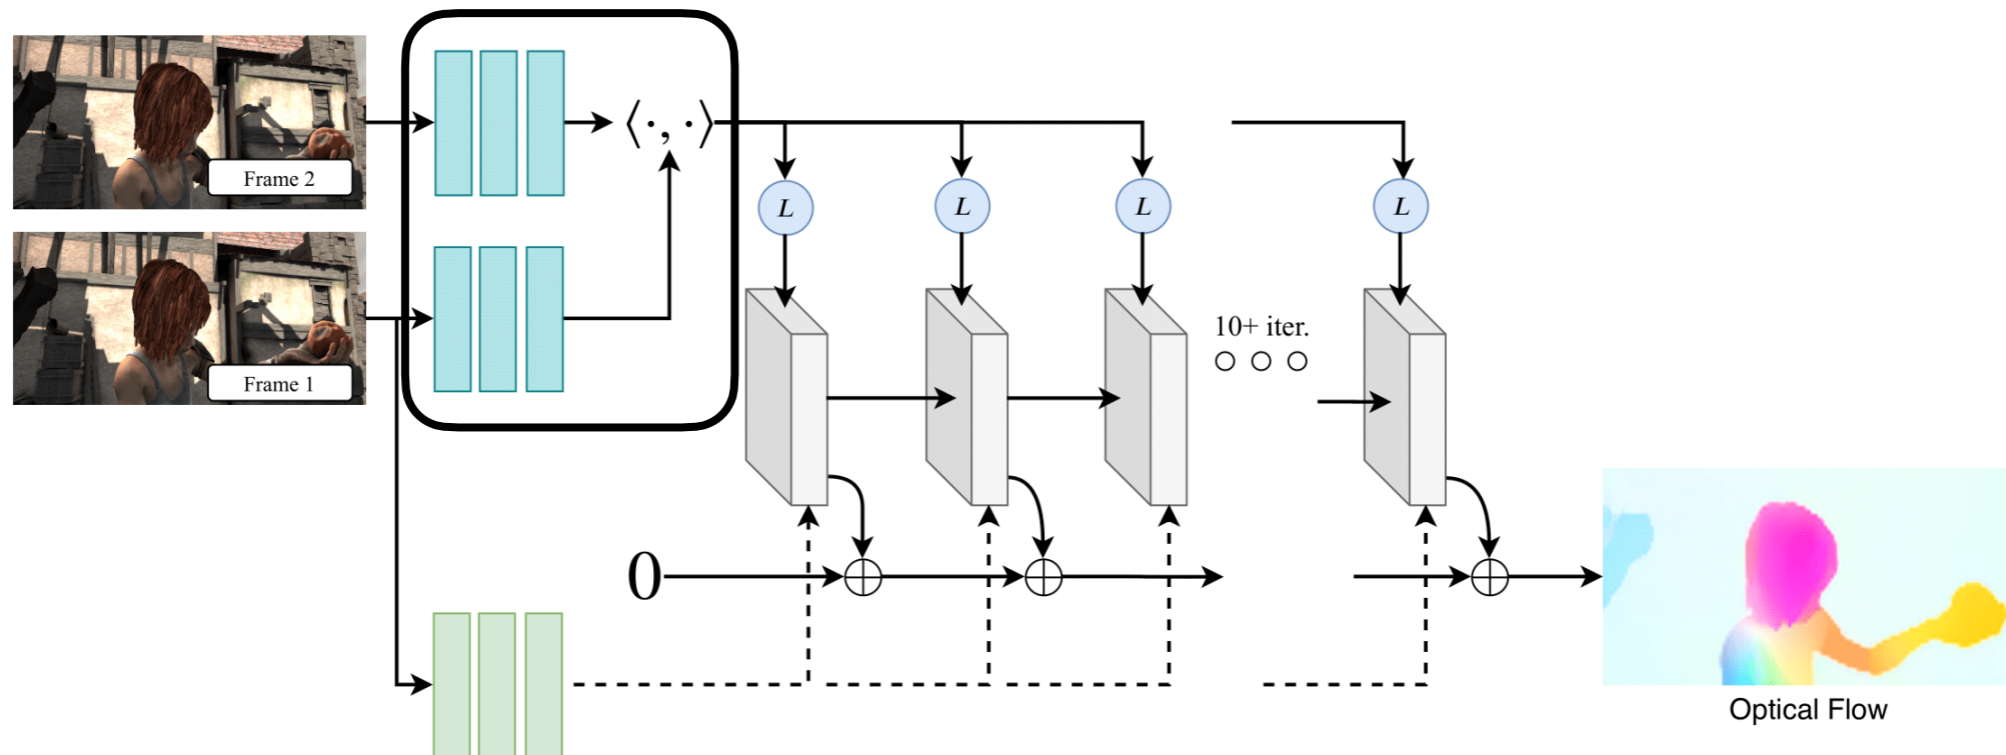 Frame 2
⟨·, ·⟩
L
L
L
L
Frame 1
10+ iter.
0
Optical Flow